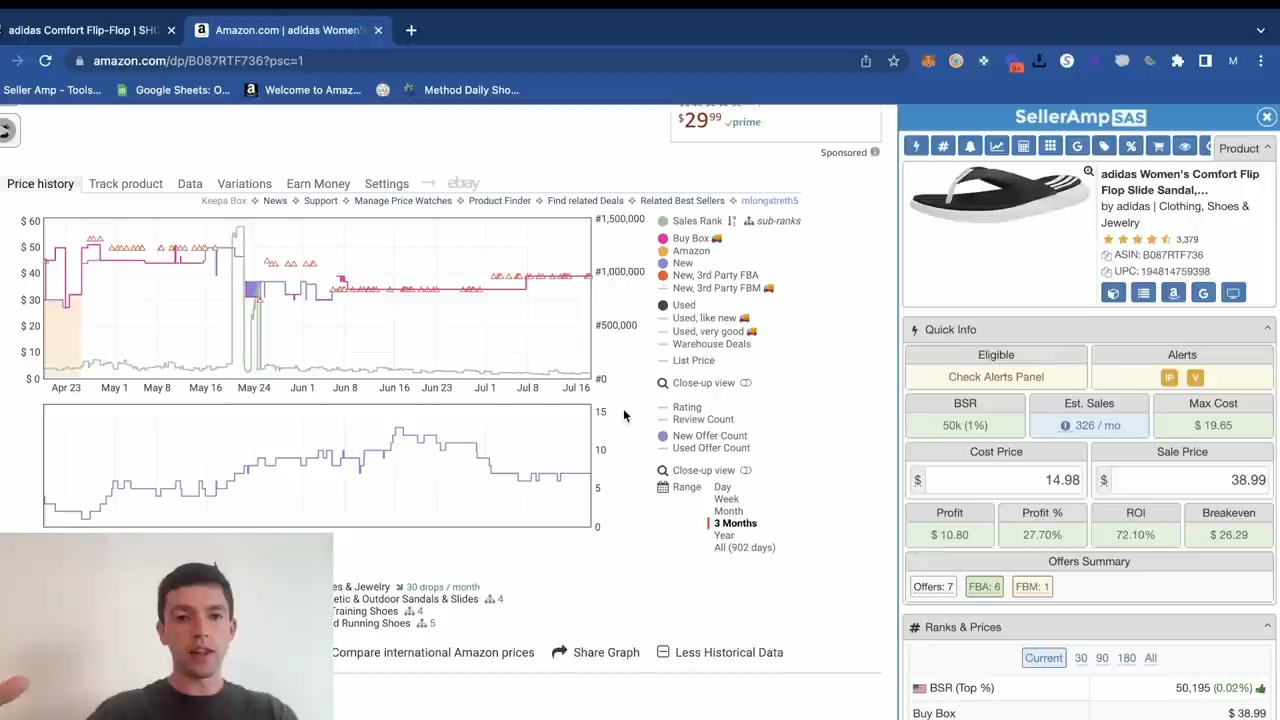 adidas Comfort Flip-Flop | SHO
Amazon.com | adidas Women's
amazon.com/dp/B087RTF736?psc=1
9+
M
Seller Amp - Tools...
Google Sheets: O...
Welcome to Amaz...
Method Daily Sho...
$29⁹⁹ prime
Sponsored
Price history
Track product
Data
Variations
Earn Money
Settings
ebay
Keepa Box
News
Support
Manage Price Watches
Product Finder
Find related Deals
Related Best Sellers
mlongstreth5
$ 60
$ 50
$ 40
$ 30
$ 20
$ 10
$ 0
#1,500,000
#1,000,000
#500,000
#0
Apr 23
May 1
May 8
May 16
May 24
Jun 1
Jun 8
Jun 16
Jun 23
Jul 1
Jul 8
Jul 16
Sales Rank
sub-ranks
Buy Box
Amazon
New
New, 3rd Party FBA
New, 3rd Party FBM
Used
Used, like new
Used, very good
Warehouse Deals
List Price
Close-up view
15
10
5
0
Rating
Review Count
New Offer Count
Used Offer Count
Close-up view
Range
Day
Week
Month
3 Months
Year
All (902 days)
es & Jewelry 30 drops / month
etic & Outdoor Sandals & Slides 4
Training Shoes 4
d Running Shoes 5
Compare international Amazon prices
Share Graph
Less Historical Data
SellerAmp SAS
Product
adidas Women's Comfort Flip
Flop Slide Sandal,...
by adidas | Clothing, Shoes &
Jewelry
3,379
ASIN: B087RTF736
UPC: 194814759398
Quick Info
Eligible
Alerts
Check Alerts Panel
IP
V
BSR
Est. Sales
Max Cost
50k (1%)
326 / mo
$ 19.65
Cost Price
Sale Price
$ 14.98
$ 38.99
Profit
Profit %
ROI
Breakeven
$ 10.80
27.70%
72.10%
$ 26.29
Offers Summary
Offers: 7
FBA: 6
FBM: 1
# Ranks & Prices
Current
30
90
180
All
BSR (Top %)
50,195 (0.02%)
Buy Box
$ 38.99